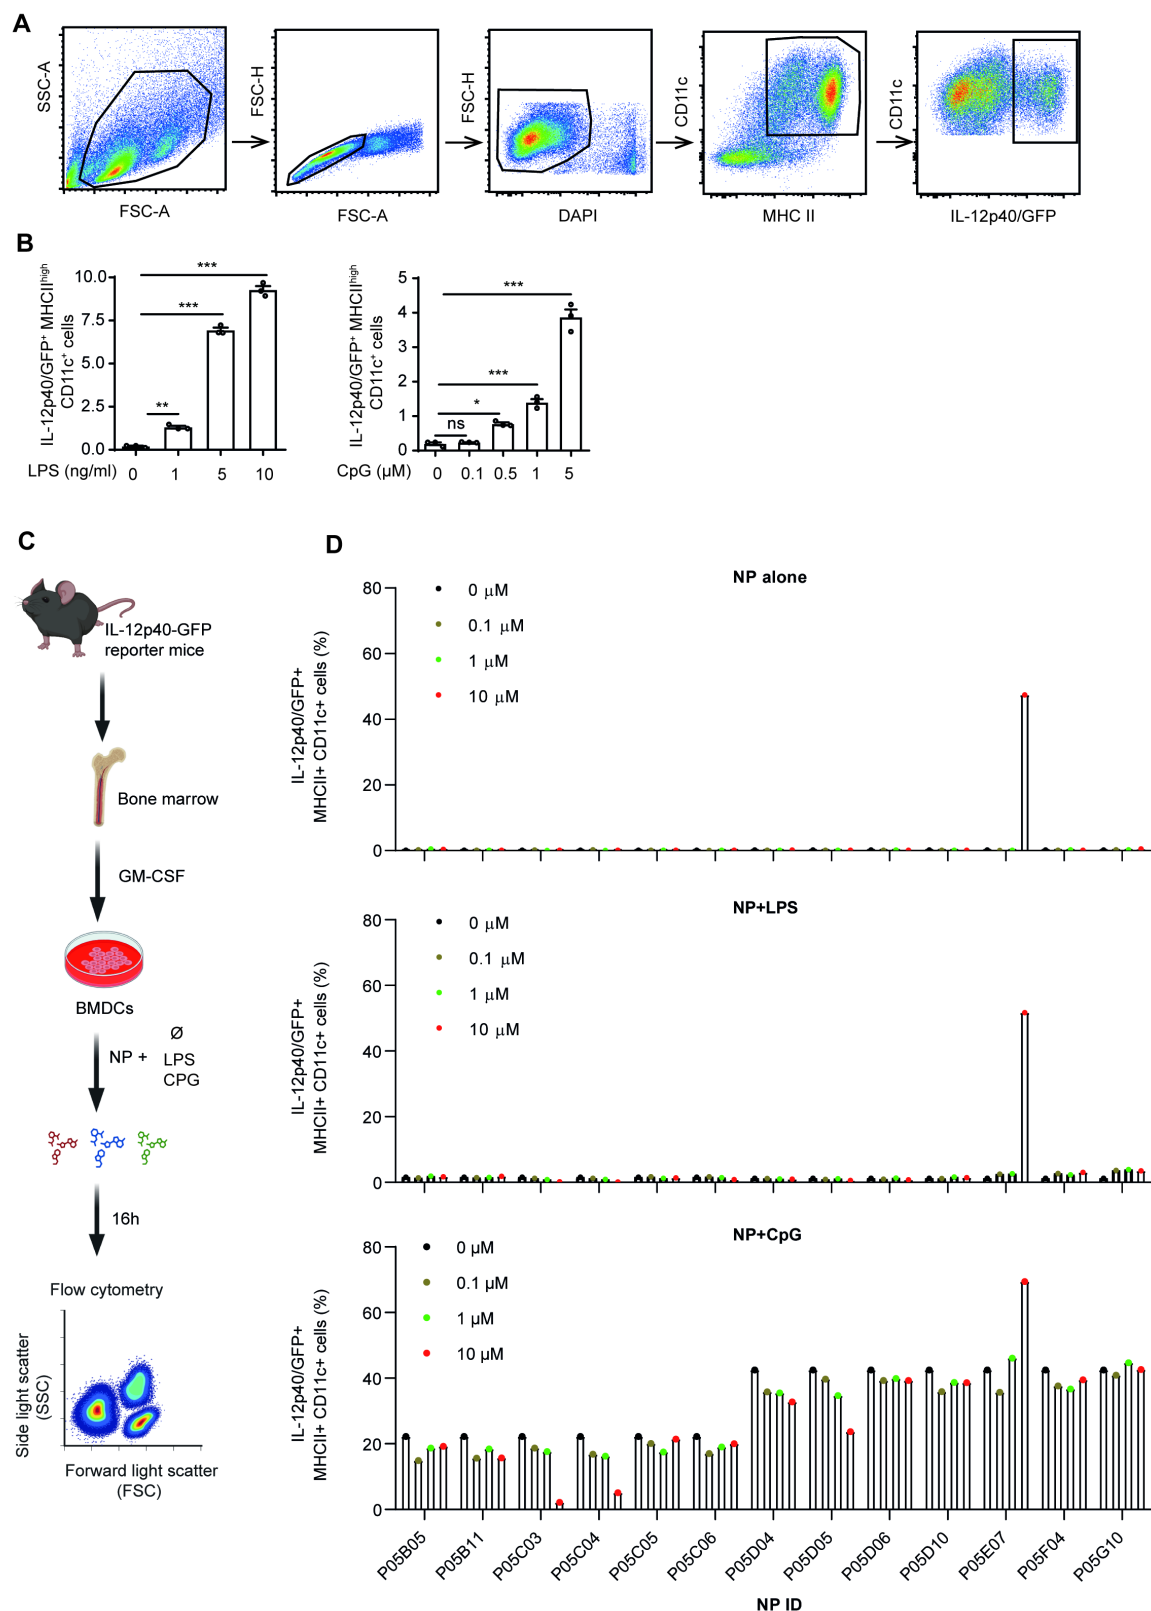 A
SSC-A
FSC-A
FSC-H
FSC-A
FSC-H
DAPI
CD11c
MHC II
CD11c
IL-12p40/GFP
B
IL-12p40/GFP⁺ MHCIIʰⁱᵍʰ
CD11c⁺ cells
10.0
7.5
5.0
2.5
0.0
***
***
**
LPS (ng/ml) 0 1 5 10
IL-12p40/GFP⁺ MHCIIʰⁱᵍʰ
CD11c⁺ cells
5
4
3
2
1
0
***
***
*
ns
CpG (µM) 0 0.1 0.5 1 5
C
IL-12p40-GFP
reporter mice
Bone marrow
GM-CSF
BMDCs
NP +
Ø
LPS
CPG
16h
Flow cytometry
Side light scatter
(SSC)
Forward light scatter
(FSC)
D
NP alone
IL-12p40/GFP+
MHCII+ CD11c+ cells (%)
80
60
40
20
0
0 µM
0.1 µM
1 µM
10 µM
NP+LPS
IL-12p40/GFP+
MHCII+ CD11c+ cells (%)
80
60
40
20
0
0 µM
0.1 µM
1 µM
10 µM
NP+CpG
IL-12p40/GFP+
MHCII+ CD11c+ cells (%)
80
60
40
20
0
0 µM
0.1 µM
1 µM
10 µM
P05B05
P05B11
P05C03
P05C04
P05C05
P05C06
P05D04
P05D05
P05D06
P05D10
P05E07
P05F04
P05G10
NP ID